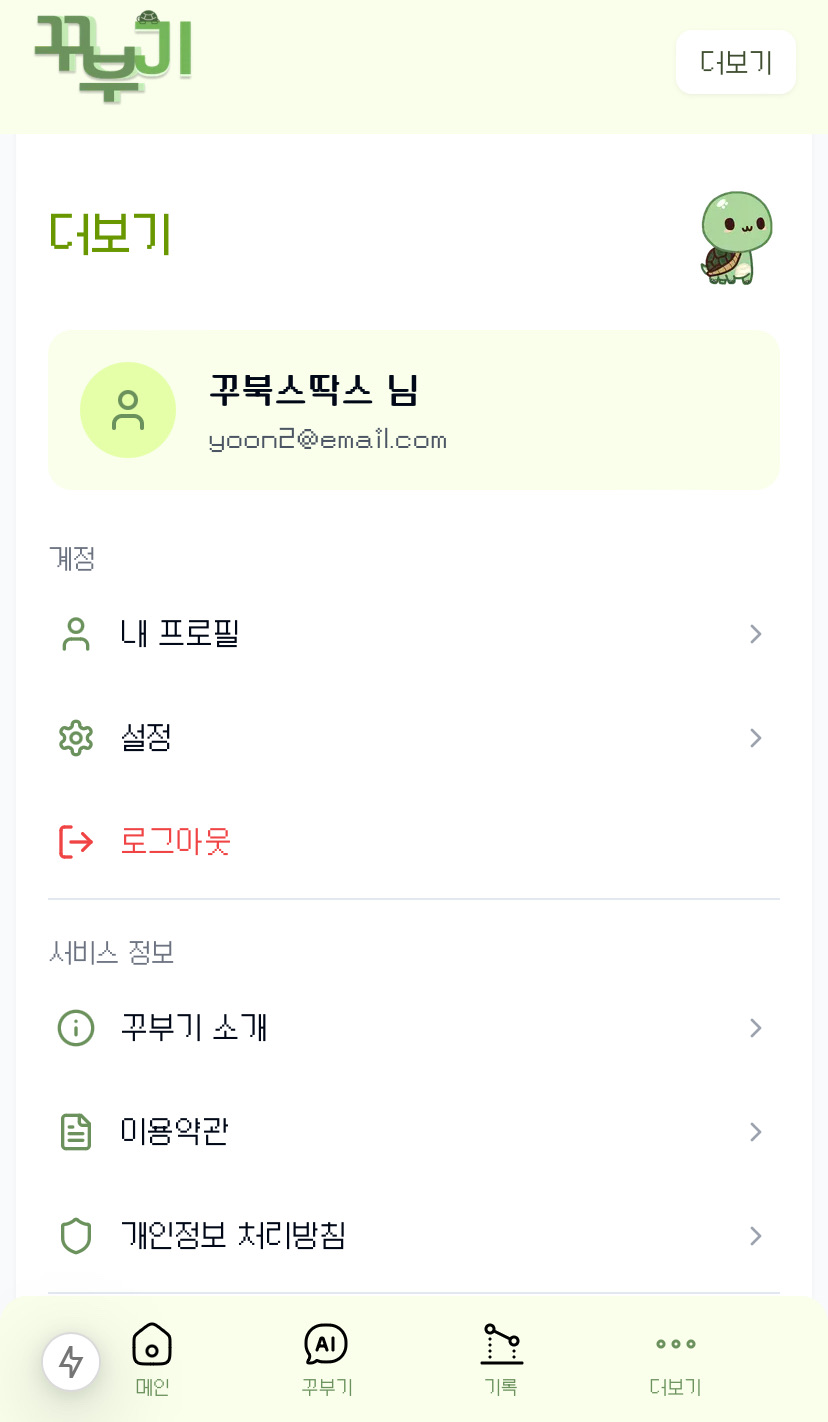 꾸부기
더보기
더보기
꾸북스딱스 님
yoon2@email.com
계정
내 프로필
설정
로그아웃
서비스 정보
꾸부기 소개
이용약관
개인정보 처리방침
AI
메인
꾸부기
기록
더보기